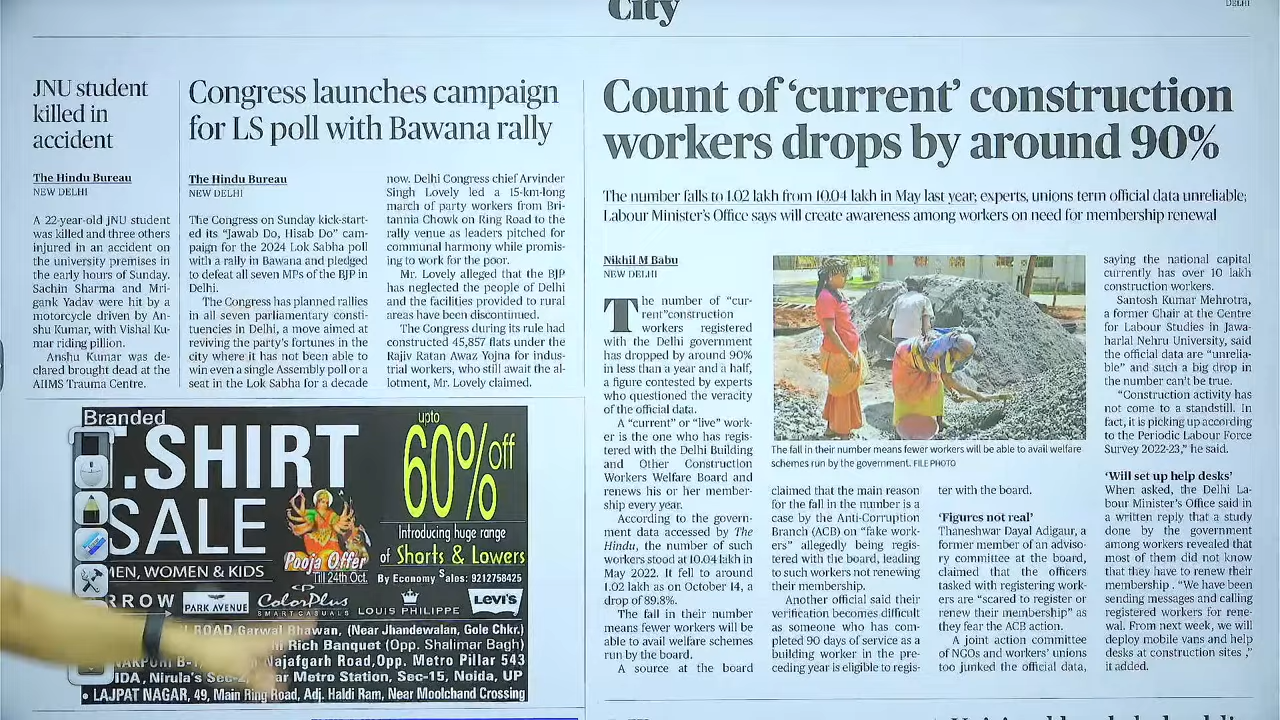 City
DELHI
JNU student
killed in
accident
The Hindu Bureau
NEW DELHI
A 22-year-old JNU student
was killed and three others
injured in an accident on
the university premises in
the early hours of Sunday.
Sachin Sharma and Mri-
gank Yadav were hit by a
motorcycle driven by An-
shu Kumar, with Vishal Ku-
mar riding pillion.
Anshu Kumar was de-
clared brought dead at the
AIIMS Trauma Centre.
Congress launches campaign
for LS poll with Bawana rally
The Hindu Bureau
NEW DELHI
The Congress on Sunday kick-start-
ed its “Jawab Do, Hisab Do” cam-
paign for the 2024 Lok Sabha poll
with a rally in Bawana and pledged
to defeat all seven MPs of the BJP in
Delhi.
The Congress has planned rallies
in all seven parliamentary consti-
tuencies in Delhi, a move aimed at
reviving the party’s fortunes in the
city where it has not been able to
win even a single Assembly poll or a
seat in the Lok Sabha for a decade
now. Delhi Congress chief Arvinder
Singh Lovely led a 15-km-long
march of party workers from Bri-
tannia Chowk on Ring Road to the
rally venue as leaders pitched for
communal harmony while promis-
ing to work for the poor.
Mr. Lovely alleged that the BJP
has neglected the people of Delhi
and the facilities provided to rural
areas have been discontinued.
The Congress during its rule had
constructed 45,857 flats under the
Rajiv Ratan Awaz Yojna for indus-
trial workers, who still await the al-
lotment, Mr. Lovely claimed.
Count of ‘current’ construction
workers drops by around 90%
The number falls to 1.02 lakh from 10.04 lakh in May last year; experts, unions term official data unreliable;
Labour Minister’s Office says will create awareness among workers on need for membership renewal
Nikhil M Babu
NEW DELHI
The number of “cur-
rent”construction
workers registered
with the Delhi government
has dropped by around 90%
in less than a year and a half,
a figure contested by experts
who questioned the veracity
of the official data.
A “current” or “live” work-
er is the one who has regis-
tered with the Delhi Building
and Other Construction
Workers Welfare Board and
renews his or her member-
ship every year.
According to the govern-
ment data accessed by The
Hindu, the number of such
workers stood at 10.04 lakh in
May 2022. It fell to around
1.02 lakh as on October 14, a
drop of 89.8%.
The fall in their number
means fewer workers will be
able to avail welfare schemes
run by the board.
A source at the board
The fall in their number means fewer workers will be able to avail welfare
schemes run by the government. FILE PHOTO
claimed that the main reason
for the fall in the number is a
case by the Anti-Corruption
Branch (ACB) on “fake work-
ers” allegedly being regis-
tered with the board, leading
to such workers not renewing
their membership.
Another official said their
verification becomes difficult
as someone who has com-
pleted 90 days of service as a
building worker in the pre-
ceding year is eligible to regis-
ter with the board.
‘Figures not real’
Thaneshwar Dayal Adigaur, a
former member of an adviso-
ry committee at the board,
claimed that the officers
tasked with registering work-
ers are “scared to register or
renew their membership” as
they fear the ACB action.
A joint action committee
of NGOs and workers’ unions
too junked the official data,
saying the national capital
currently has over 10 lakh
construction workers.
Santosh Kumar Mehrotra,
a former Chair at the Centre
for Labour Studies in Jawa-
harlal Nehru University, said
the official data are “unrelia-
ble” and such a big drop in
the number can’t be true.
“Construction activity has
not come to a standstill. In
fact, it is picking up according
to the Periodic Labour Force
Survey 2022-23,” he said.
‘Will set up help desks’
When asked, the Delhi La-
bour Minister’s Office said in
a written reply that a study
done by the government
among workers revealed that
most of them did not know
that they have to renew their
membership . “We have been
sending messages and calling
registered workers for rene-
wal. From next week, we will
deploy mobile vans and help
desks at construction sites ,”
it added.
Branded
T.SHIRT
SALE
upto
60% off
Introducing huge range
of Shorts & Lowers
By Economy Sales: 9212758425
Pooja Offer
Till 24th Oct.
MEN, WOMEN & KIDS
PARK AVENUE
ColorPlus
SMART CASUALS
LOUIS PHILIPPE
Levi's
ROAD Garwal Bhawan, (Near Jhandewalan, Gole Chkr.)
Rich Banquet (Opp. Shalimar Bagh)
Najafgarh Road,Opp. Metro Pillar 543
Nirula's Sec-2, Metro Station, Sec-15, Noida, UP
• LAJPAT NAGAR, 49, Main Ring Road, Adj. Haldi Ram, Near Moolchand Crossing